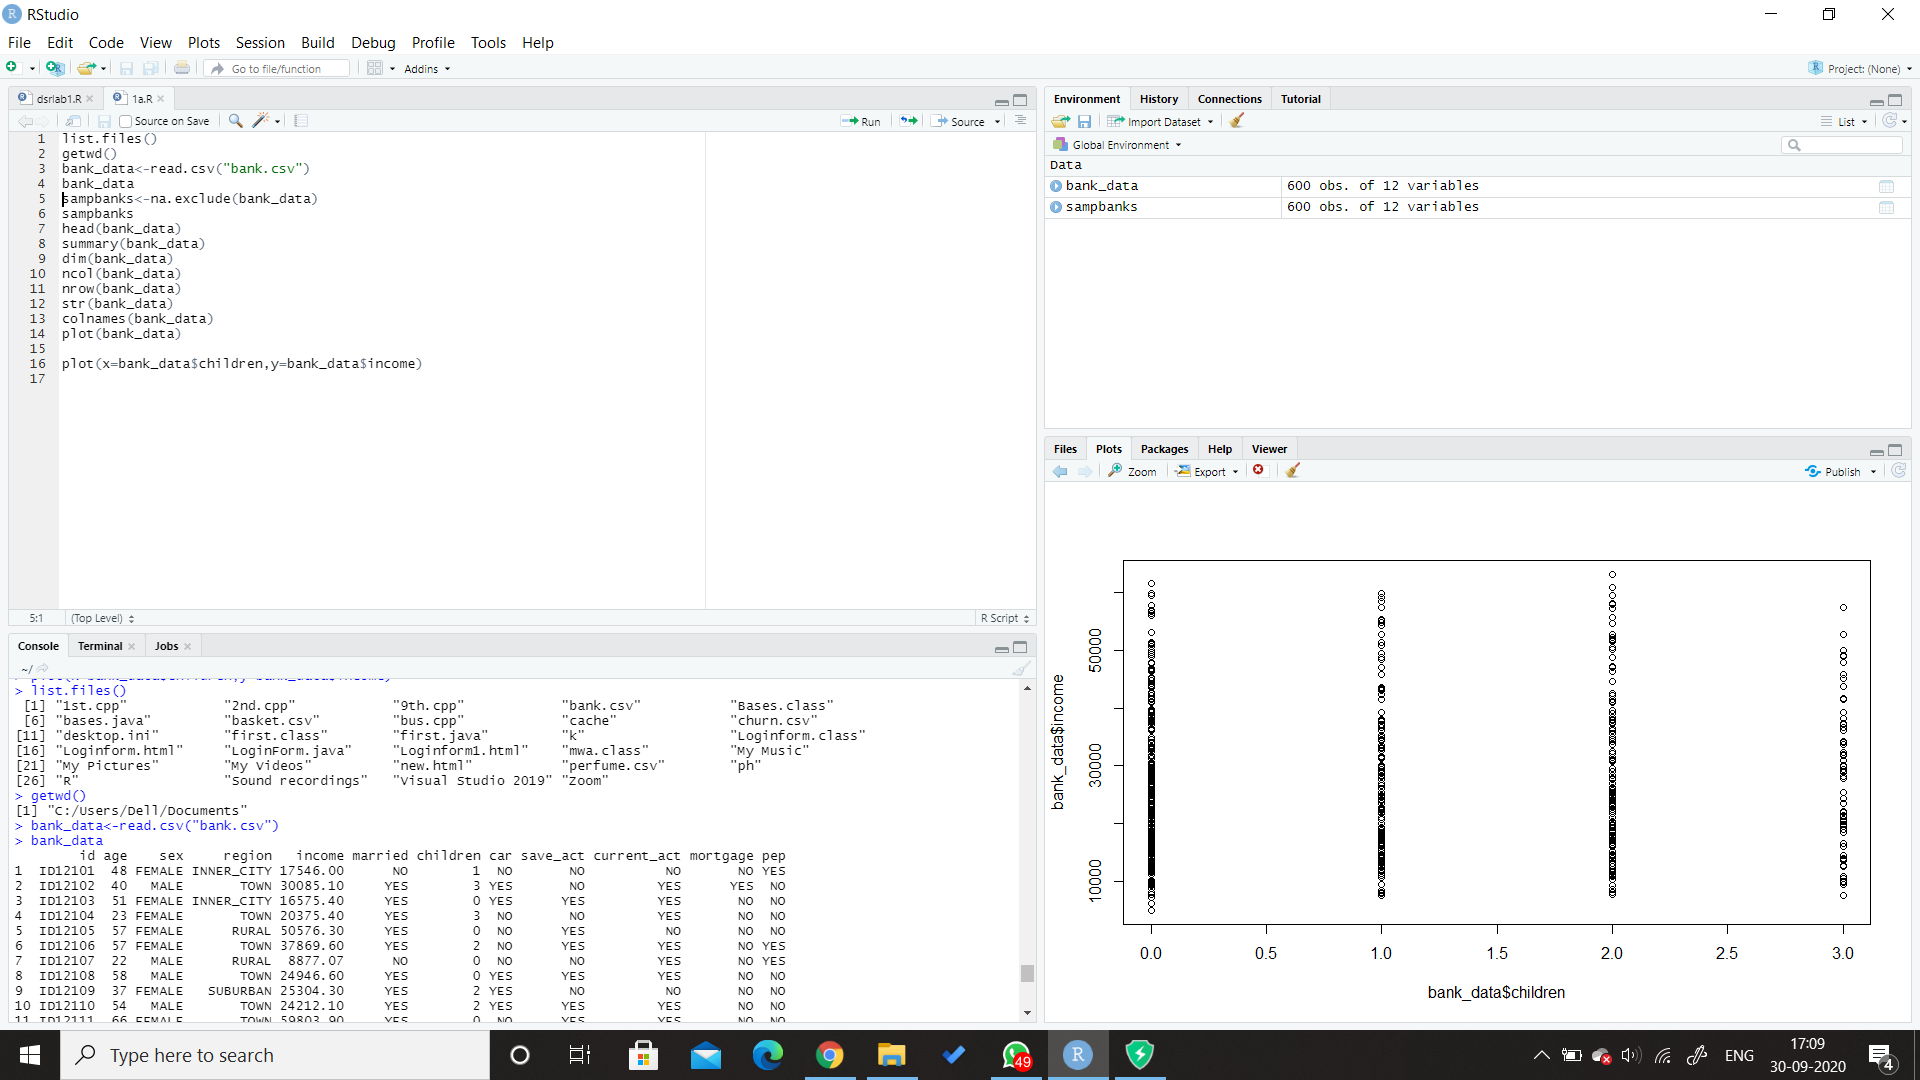 RStudio
File Edit Code View Plots Session Build Debug Profile Tools Help
Go to file/function Addins Project: (None)
dsrlab1.R 1a.R
Source on Save Run Source
1 list.files()
2 getwd()
3 bank_data<-read.csv("bank.csv")
4 bank_data
5 sampbanks<-na.exclude(bank_data)
6 sampbanks
7 head(bank_data)
8 summary(bank_data)
9 dim(bank_data)
10 ncol(bank_data)
11 nrow(bank_data)
12 str(bank_data)
13 colnames(bank_data)
14 plot(bank_data)
15
16 plot(x=bank_data$children,y=bank_data$income)
17
5:1 (Top Level) R Script
Console Terminal Jobs
~/
> list.files()
[1] "1st.cpp" "2nd.cpp" "9th.cpp" "bank.csv" "Bases.class"
[6] "bases.java" "basket.csv" "bus.cpp" "cache" "churn.csv"
[11] "desktop.ini" "first.class" "first.java" "k" "Loginform.class"
[16] "Loginform.html" "LoginForm.java" "Loginform1.html" "mwa.class" "My Music"
[21] "My Pictures" "My Videos" "new.html" "perfume.csv" "ph"
[26] "R" "Sound recordings" "Visual Studio 2019" "Zoom"
> getwd()
[1] "C:/Users/Dell/Documents"
> bank_data<-read.csv("bank.csv")
> bank_data
id age sex region income married children car save_act current_act mortgage pep
1 ID12101 48 FEMALE INNER_CITY 17546.00 NO 1 NO NO NO NO YES
2 ID12102 40 MALE TOWN 30085.10 YES 3 YES NO YES YES NO
3 ID12103 51 FEMALE INNER_CITY 16575.40 YES 0 YES YES YES NO NO
4 ID12104 23 FEMALE TOWN 20375.40 YES 3 NO NO YES NO NO
5 ID12105 57 FEMALE RURAL 50576.30 YES 0 NO YES NO NO NO
6 ID12106 57 FEMALE TOWN 37869.60 YES 2 NO YES YES NO YES
7 ID12107 22 MALE RURAL 8877.07 NO 0 NO NO YES NO YES
8 ID12108 58 MALE TOWN 24946.60 YES 0 YES YES YES NO NO
9 ID12109 37 FEMALE SUBURBAN 25304.30 YES 2 YES NO NO NO NO
10 ID12110 54 MALE TOWN 24212.10 YES 2 YES YES YES NO NO
11 ID12111 66 FEMALE TOWN 59803.90 YES 0 NO YES YES NO NO
Environment History Connections Tutorial
Import Dataset List
Global Environment
Data
bank_data 600 obs. of 12 variables
sampbanks 600 obs. of 12 variables
Files Plots Packages Help Viewer
Zoom Export Publish
bank_data$income
10000 30000 50000
0.0 0.5 1.0 1.5 2.0 2.5 3.0
bank_data$children
Type here to search
49
R
ENG
17:09
30-09-2020
4